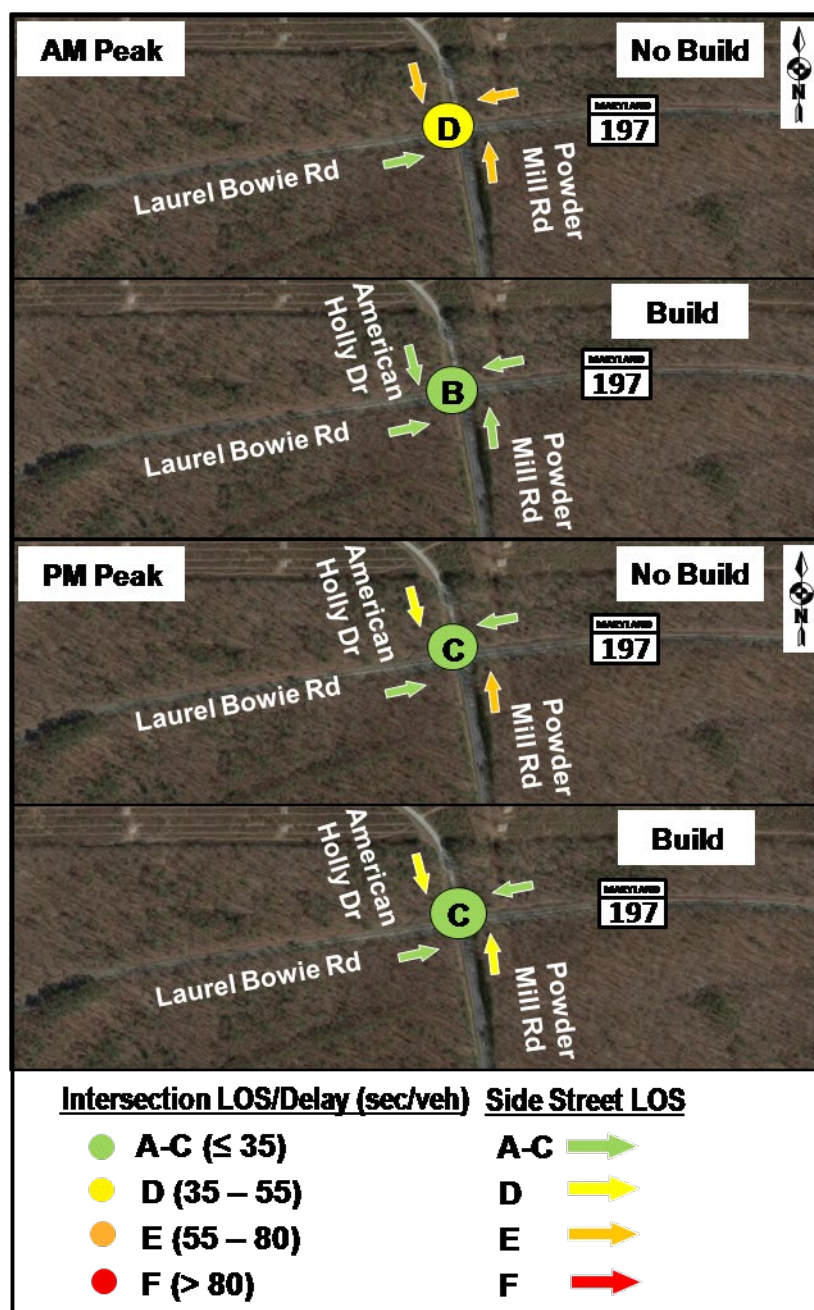 AM Peak
No Build
N
MARYLAND
197
D
Laurel Bowie Rd
Powder
Mill Rd
Build
American
Holly Dr
MARYLAND
197
B
Laurel Bowie Rd
Powder
Mill Rd
PM Peak
No Build
N
American
Holly Dr
MARYLAND
197
C
Laurel Bowie Rd
Powder
Mill Rd
Build
American
Holly Dr
MARYLAND
197
C
Laurel Bowie Rd
Powder
Mill Rd
Intersection LOS/Delay (sec/veh) Side Street LOS
A-C (≤ 35) A-C
D (35 – 55) D
E (55 – 80) E
F (> 80) F